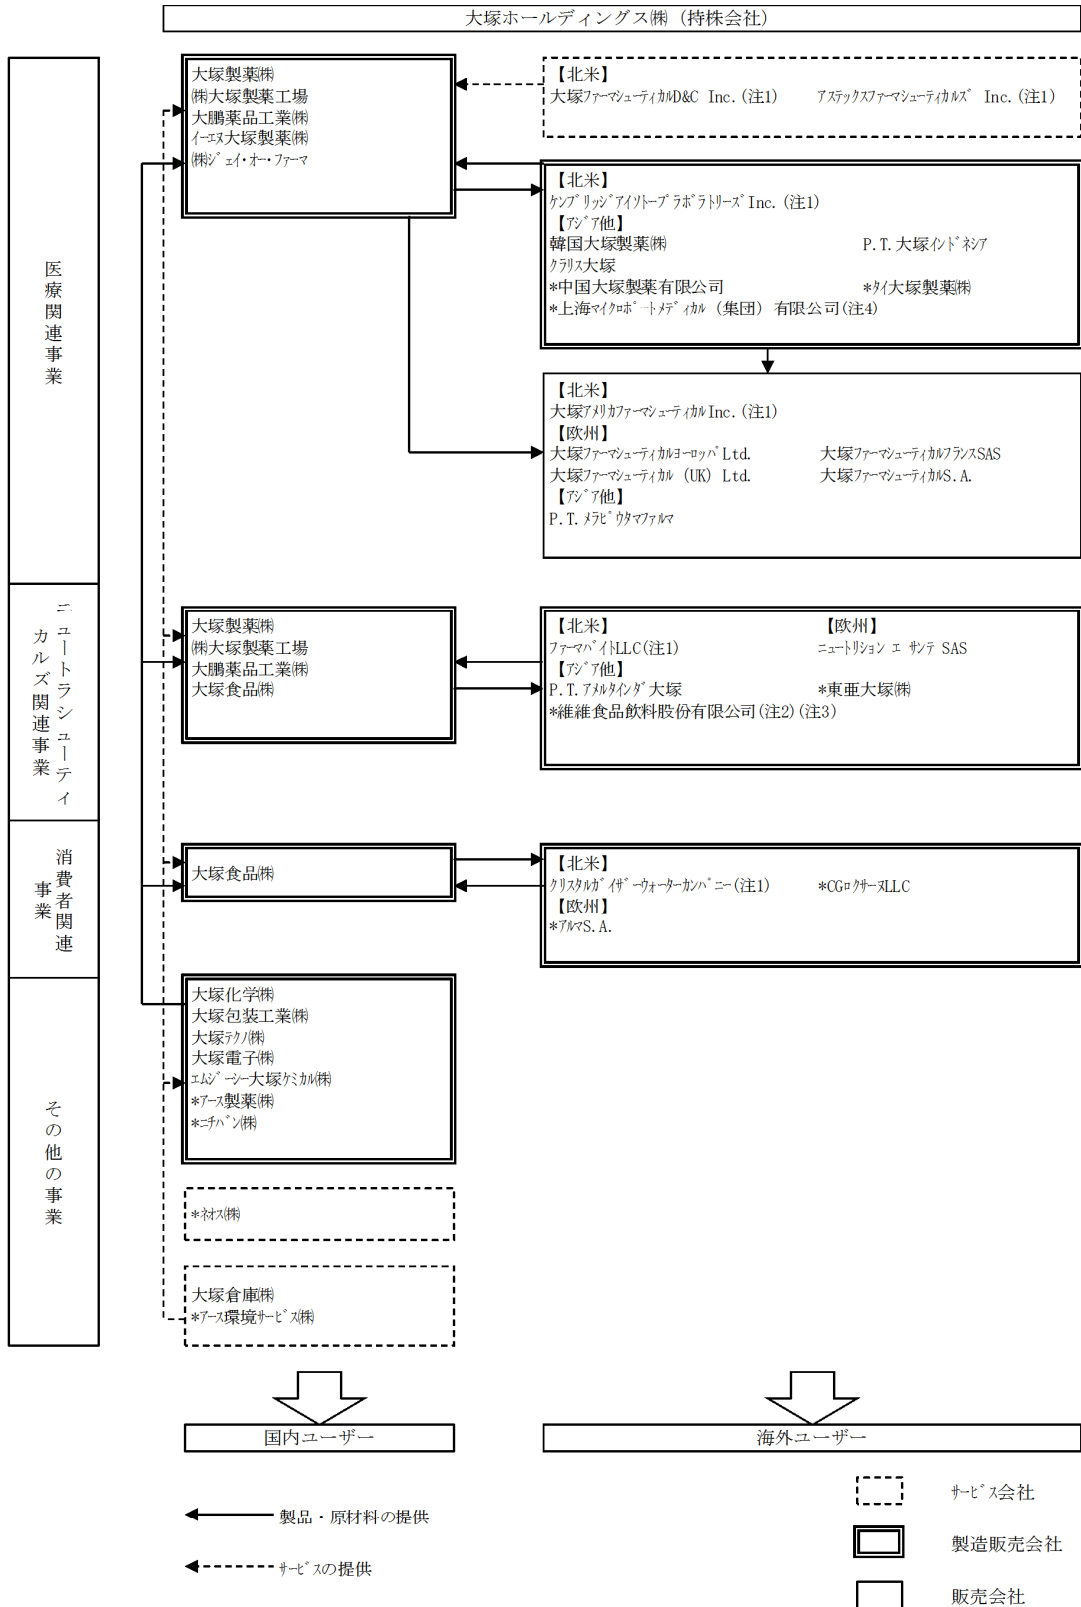 大塚ホールディングス㈱（持株会社）
医療関連事業
大塚製薬㈱
㈱大塚製薬工場
大鵬薬品工業㈱
イーエヌ大塚製薬㈱
㈱ジェイ・オー・ファーマ
【北米】
大塚ファーマシューティカルD&C Inc.(注1) アステックスファーマシューティカルズ Inc.(注1)
【北米】
ケンブリッジアイソトープラボラトリーズInc.(注1)
【アジア他】
韓国大塚製薬㈱ P.T.大塚インドネシア
クラリス大塚
*中国大塚製薬有限公司 *タイ大塚製薬㈱
*上海マイクロポートメディカル（集団）有限公司(注4)
【北米】
大塚アメリカファーマシューティカルInc.(注1)
【欧州】
大塚ファーマシューティカルヨーロッパLtd. 大塚ファーマシューティカルフランスSAS
大塚ファーマシューティカル（UK）Ltd. 大塚ファーマシューティカルS.A.
【アジア他】
P.T.メラピウタマファルマ
ニュートラシューティカルズ関連事業
大塚製薬㈱
㈱大塚製薬工場
大鵬薬品工業㈱
大塚食品㈱
【北米】 【欧州】
ファーマバイトLLC(注1) ニュートリション エ サンテ SAS
【アジア他】
P.T.アメルタインダ大塚 *東亜大塚㈱
*維維食品飲料股份有限公司(注2)(注3)
消費者関連事業
大塚食品㈱
【北米】
クリスタルガイザーウォーターカンパニー(注1) *CGロクサーヌLLC
【欧州】
*アルマS.A.
その他の事業
大塚化学㈱
大塚包装工業㈱
大塚テクノ㈱
大塚電子㈱
エムジーシー大塚ケミカル㈱
*アース製薬㈱
*ニチバン㈱
*ネオス㈱
大塚倉庫㈱
*アース環境サービス㈱
国内ユーザー 海外ユーザー
サービス会社
製品・原材料の提供
製造販売会社
サービスの提供
販売会社